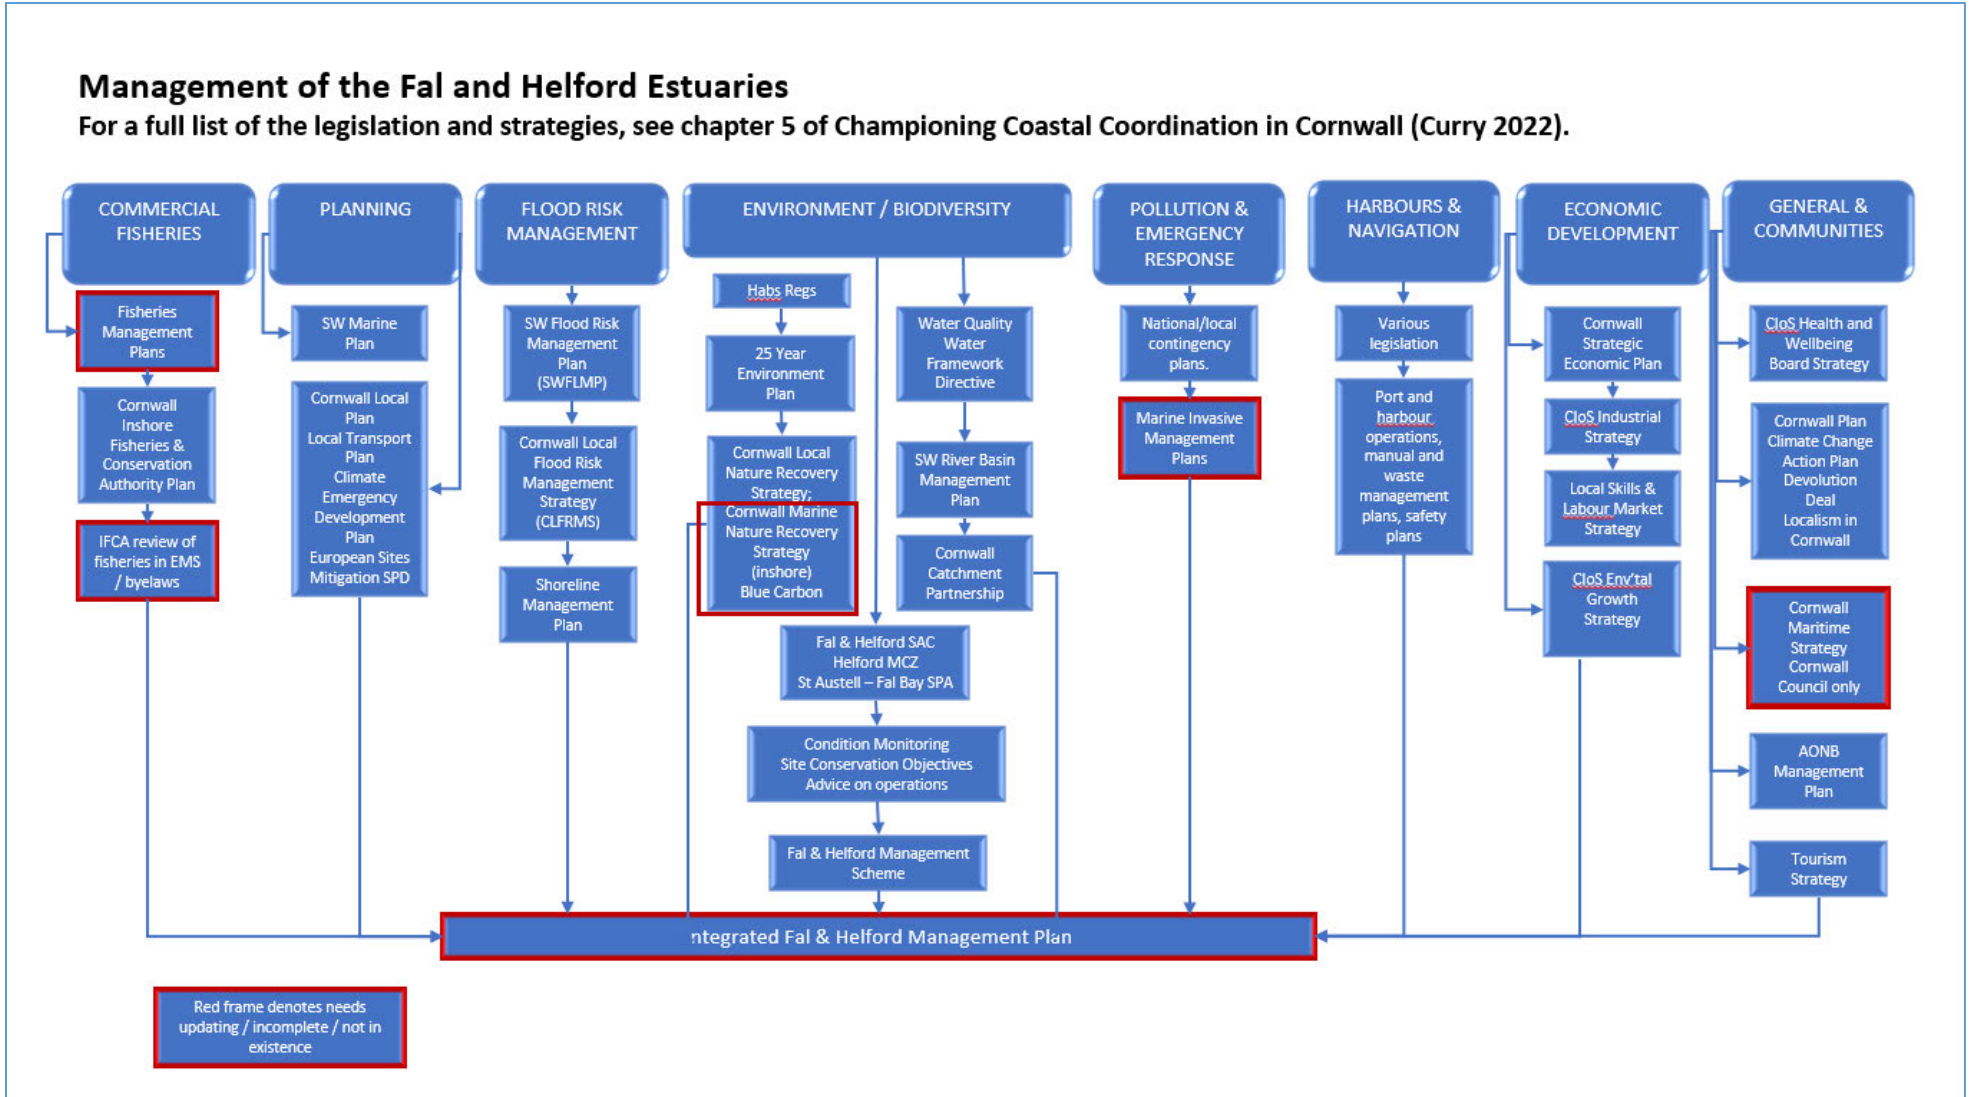 Management of the Fal and Helford Estuaries
For a full list of the legislation and strategies, see chapter 5 of Championing Coastal Coordination in Cornwall (Curry 2022).
COMMERCIAL
FISHERIES
Fisheries
Management
Plans
Cornwall
Inshore
Fisheries &
Conservation
Authority Plan
IFCA review of
fisheries in EMS
/ byelaws
PLANNING
SW Marine
Plan
Cornwall Local
Plan
Local Transport
Plan
Climate
Emergency
Development
Plan
European Sites
Mitigation SPD
FLOOD RISK
MANAGEMENT
SW Flood Risk
Management
Plan
(SWFLMP)
Cornwall Local
Flood Risk
Management
Strategy
(CLFRMS)
Shoreline
Management
Plan
ENVIRONMENT / BIODIVERSITY
Habs Regs
25 Year
Environment
Plan
Cornwall Local
Nature Recovery
Strategy;
Cornwall Marine
Nature Recovery
Strategy
(inshore)
Blue Carbon
Water Quality
Water
Framework
Directive
SW River Basin
Management
Plan
Cornwall
Catchment
Partnership
Fal & Helford SAC
Helford MCZ
St Austell – Fal Bay SPA
Condition Monitoring
Site Conservation Objectives
Advice on operations
Fal & Helford Management
Scheme
POLLUTION &
EMERGENCY
RESPONSE
National/local
contingency
plans.
Marine Invasive
Management
Plans
HARBOURS &
NAVIGATION
Various
legislation
Port and
harbour
operations,
manual and
waste
management
plans, safety
plans
ECONOMIC
DEVELOPMENT
Cornwall
Strategic
Economic Plan
CIoS Industrial
Strategy
Local Skills &
Labour Market
Strategy
CIoS Env'tal
Growth
Strategy
GENERAL &
COMMUNITIES
CIoS Health and
Wellbeing
Board Strategy
Cornwall Plan
Climate Change
Action Plan
Devolution
Deal
Localism in
Cornwall
Cornwall
Maritime
Strategy
Cornwall
Council only
AONB
Management
Plan
Tourism
Strategy
ntegrated Fal & Helford Management Plan
Red frame denotes needs
updating / incomplete / not in
existence